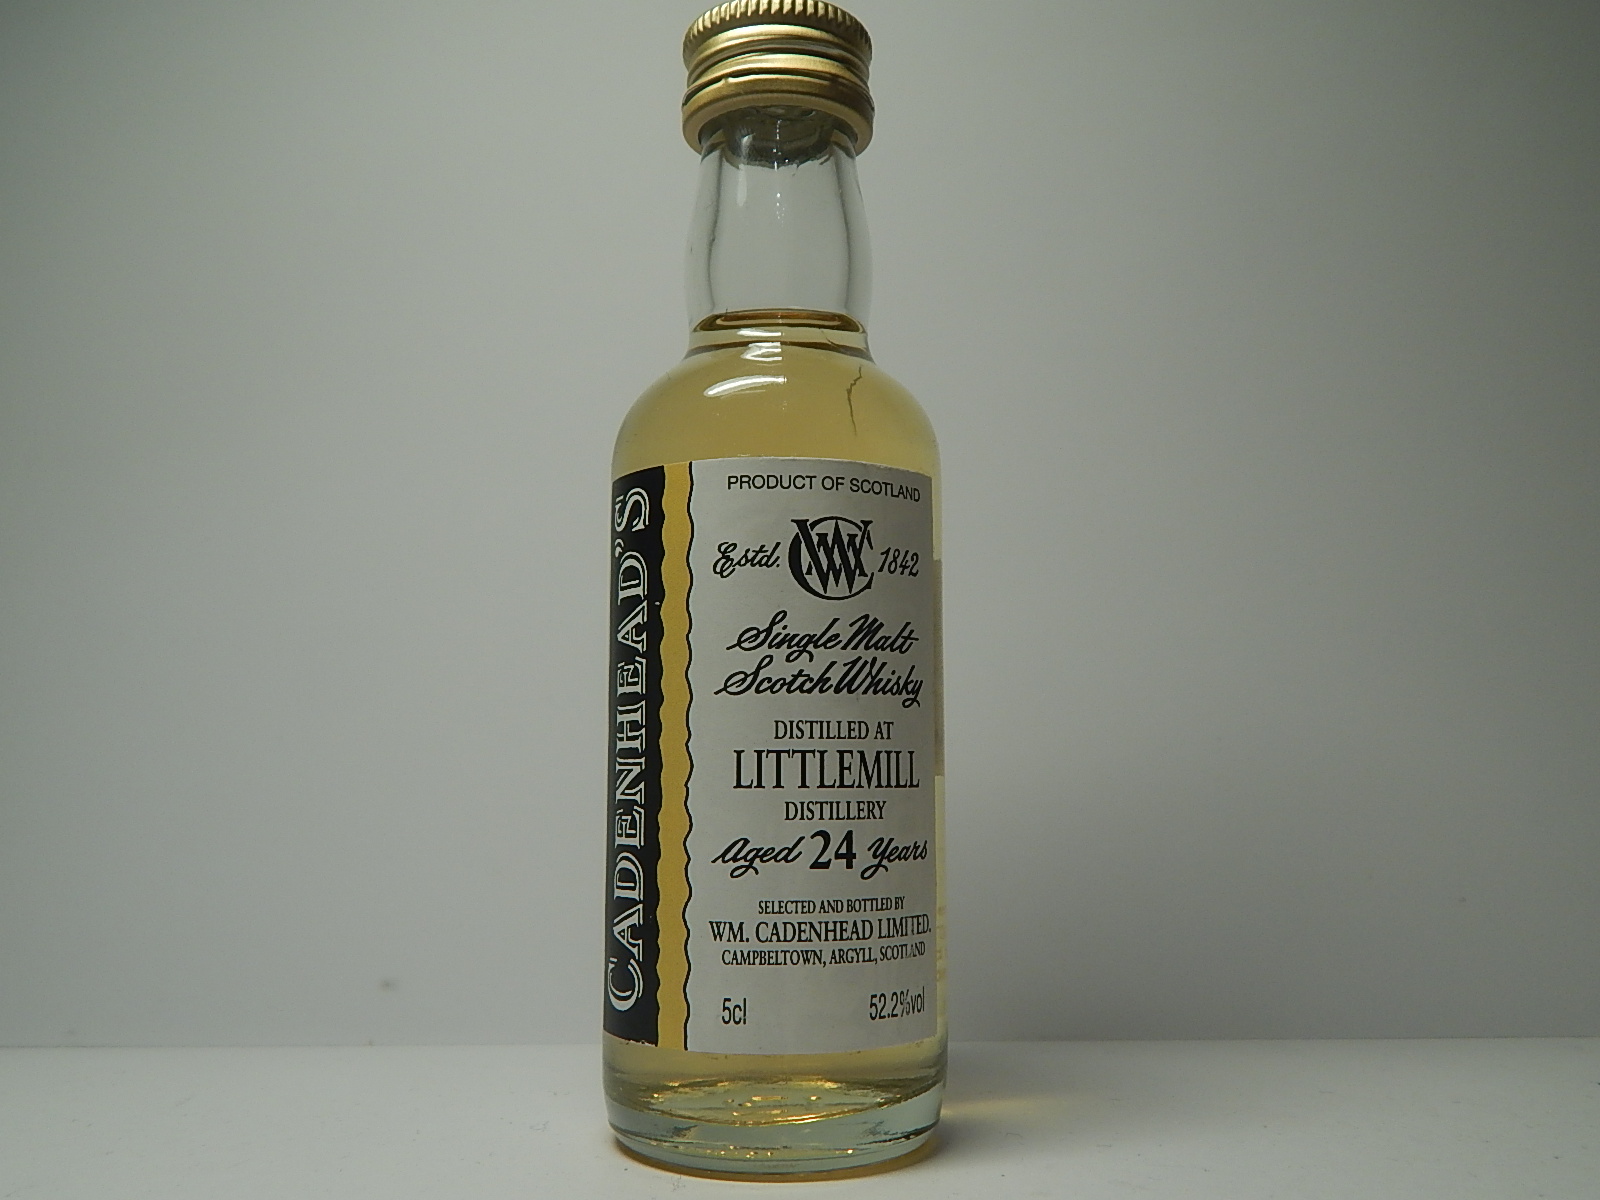 CADENHEAD'S
PRODUCT OF SCOTLAND
Estd. WC 1842
Single Malt
Scotch Whisky
DISTILLED AT
LITTLEMILL
DISTILLERY
Aged 24 Years
SELECTED AND BOTTLED BY
WM. CADENHEAD LIMITED.
CAMPBELTOWN, ARGYLL, SCOTLAND
5cl 52.2%vol